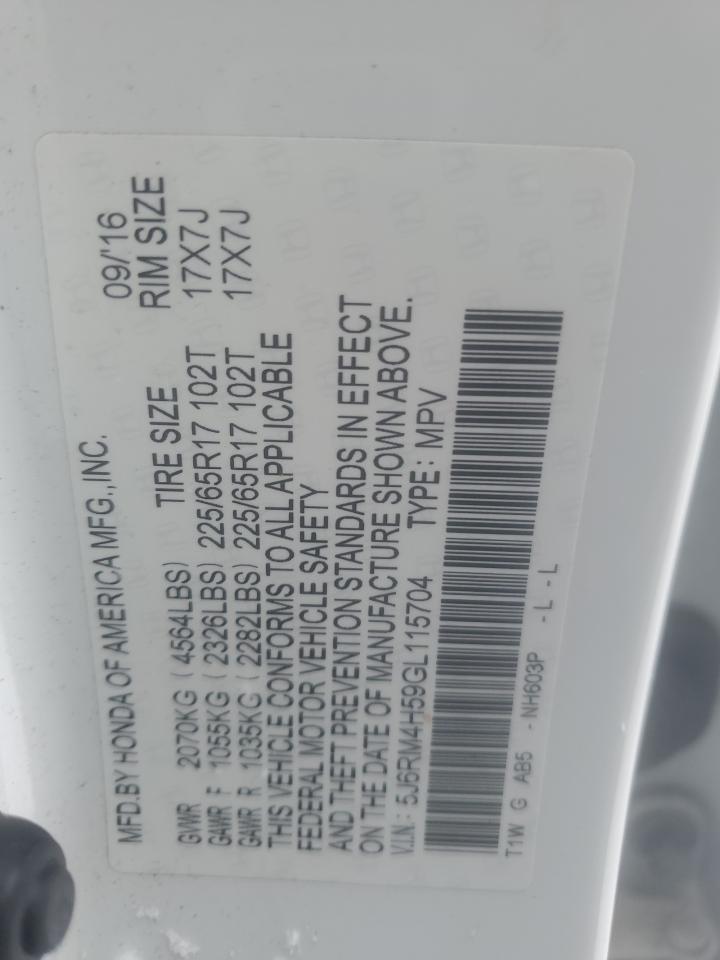 MFD.BY HONDA OF AMERICA MFG.,INC. 09/'16
TIRE SIZE RIM SIZE
GVWR 2070KG (4564LBS)
GAWR F 1055KG (2326LBS) 225/65R17 102T 17X7J
GAWR R 1035KG (2282LBS) 225/65R17 102T 17X7J
THIS VEHICLE CONFORMS TO ALL APPLICABLE
FEDERAL MOTOR VEHICLE SAFETY
AND THEFT PREVENTION STANDARDS IN EFFECT
ON THE DATE OF MANUFACTURE SHOWN ABOVE.
V.I.N.: 5J6RM4H59GL115704 TYPE: MPV
T1W G AB5 - NH603P - L - L